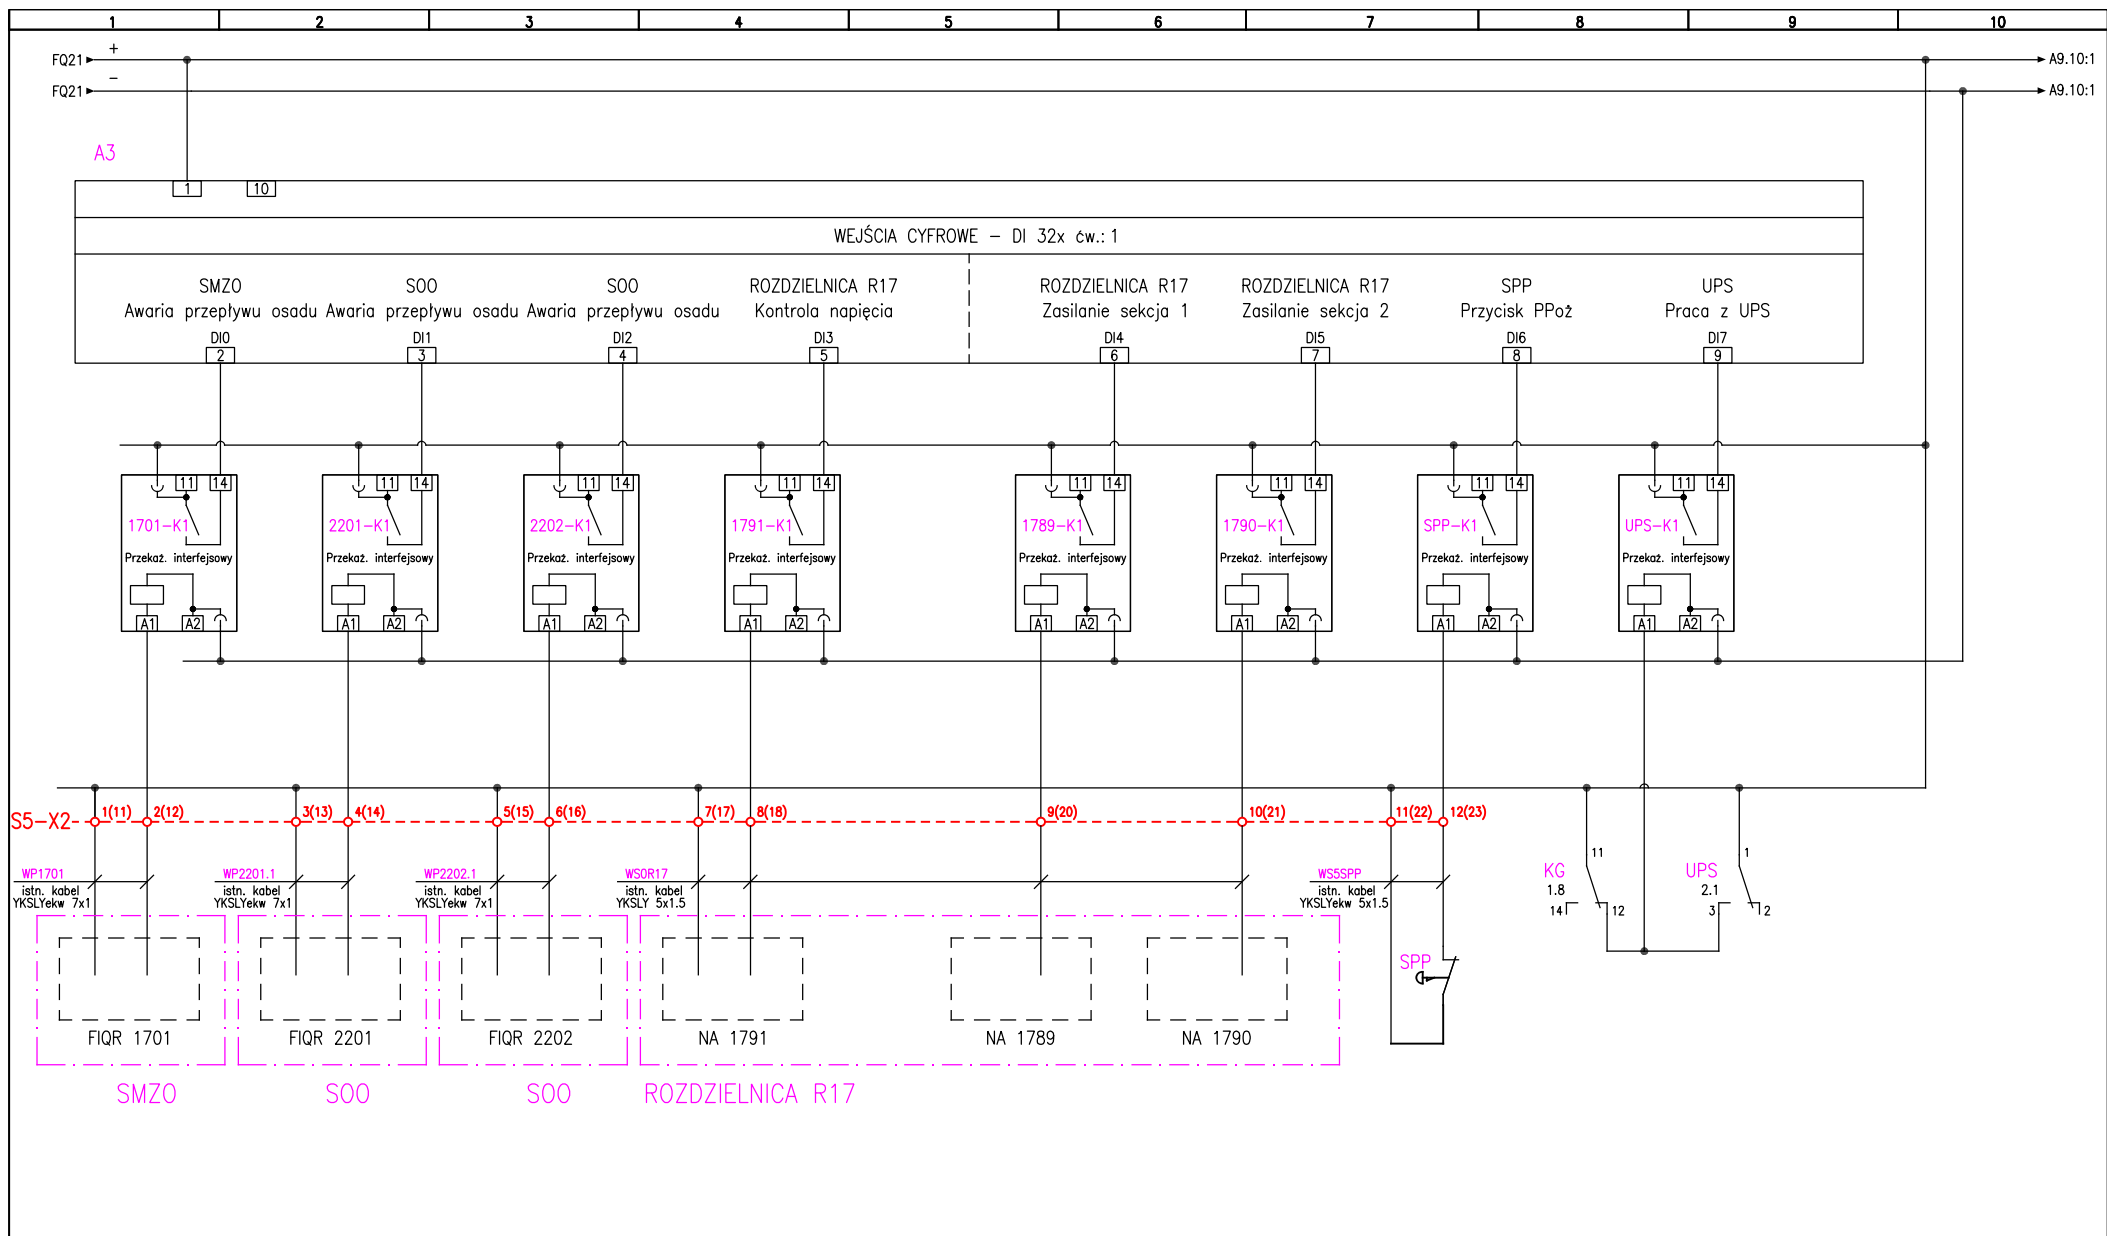 1 2 3 4 5 6 7 8 9 10
+
FQ21 A9.10:1
−
FQ21 A9.10:1
A3
1 10
WEJŚCIA CYFROWE − DI 32x ćw.: 1
SMZO SOO SOO ROZDZIELNICA R17 ROZDZIELNICA R17 ROZDZIELNICA R17 SPP UPS
Awaria przepływu osadu Awaria przepływu osadu Awaria przepływu osadu Kontrola napięcia Zasilanie sekcja 1 Zasilanie sekcja 2 Przycisk PPoż Praca z UPS
DI0 DI1 DI2 DI3 DI4 DI5 DI6 DI7
2 3 4 5 6 7 8 9
11 14 11 14 11 14 11 14 11 14 11 14 11 14 11 14
1701−K1 2201−K1 2202−K1 1791−K1 1789−K1 1790−K1 SPP−K1 UPS−K1
Przekaź. interfejsowy Przekaź. interfejsowy Przekaź. interfejsowy Przekaź. interfejsowy Przekaź. interfejsowy Przekaź. interfejsowy Przekaź. interfejsowy Przekaź. interfejsowy
A1 A2 A1 A2 A1 A2 A1 A2 A1 A2 A1 A2 A1 A2 A1 A2
S5−X2 1(11) 2(12) 3(13) 4(14) 5(15) 6(16) 7(17) 8(18) 9(20) 10(21) 11(22) 12(23)
11 1
WP1701 WP2201.1 WP2202.1 WS0R17 WS5SPP KG UPS
istn. kabel istn. kabel istn. kabel istn. kabel istn. kabel 1.8 2.1
YKSLYekw 7x1 YKSLYekw 7x1 YKSLYekw 7x1 YKSLY 5x1.5 YKSLYekw 5x1.5
14 12 3 2
SPP
FIQR 1701 FIQR 2201 FIQR 2202 NA 1791 NA 1789 NA 1790
SMZO SOO SOO ROZDZIELNICA R17